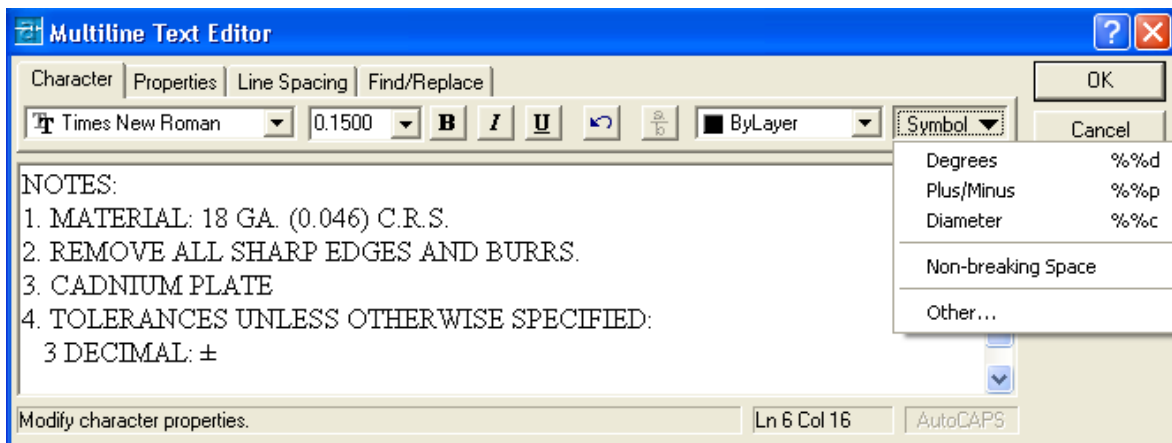 Multiline Text Editor
Character Properties Line Spacing Find/Replace OK
Times New Roman 0.1500 B I U a/b ByLayer Symbol Cancel
Degrees %%d
Plus/Minus %%p
Diameter %%c
Non-breaking Space
Other...
NOTES:
1. MATERIAL: 18 GA. (0.046) C.R.S.
2. REMOVE ALL SHARP EDGES AND BURRS.
3. CADNIUM PLATE
4. TOLERANCES UNLESS OTHERWISE SPECIFIED:
3 DECIMAL: ±
Modify character properties. Ln 6 Col 16 AutoCAPS